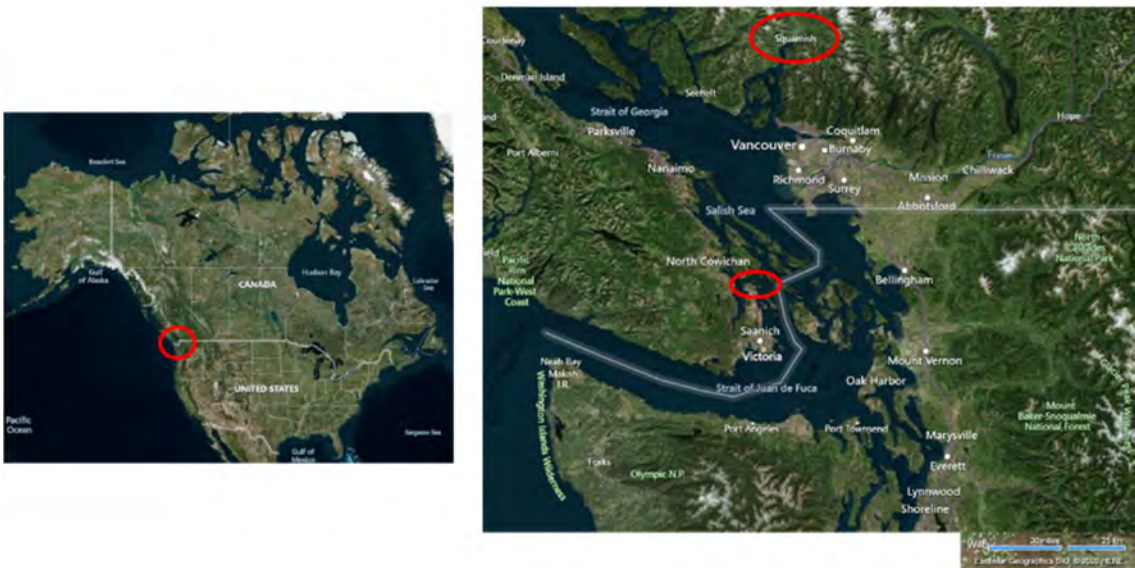 Beaufort Sea
Gulf
of Alaska
Hudson Bay
Labrador
Sea
CANADA
UNITED STATES
Pacific
Ocean
Sargasso Sea
Gulf of
Mexico
Courtenay
Squamish
Denman Island
Sechelt
Strait of Georgia
Parksville
Hope
Coquitlam
Vancouver
Burnaby
Port Alberni
Fraser
Nanaimo
Richmond
Surrey
Mission
Chilliwack
Abbotsford
Salish Sea
North
Cascades
National Park
Pacific
Rim
National
Park-West
Coast
North Cowichan
Bellingham
Saanich
Victoria
Neah Bay
Makah
I.R.
Mount Vernon
Strait of Juan de Fuca
Oak Harbor
Washington Islands Wilderness
Mount
Baker-Snoqualmie
National Forest
Port Angeles
Port Townsend
Marysville
Everett
Forks
Olympic N.P.
Lynnwood
Shoreline
20 miles
25 km